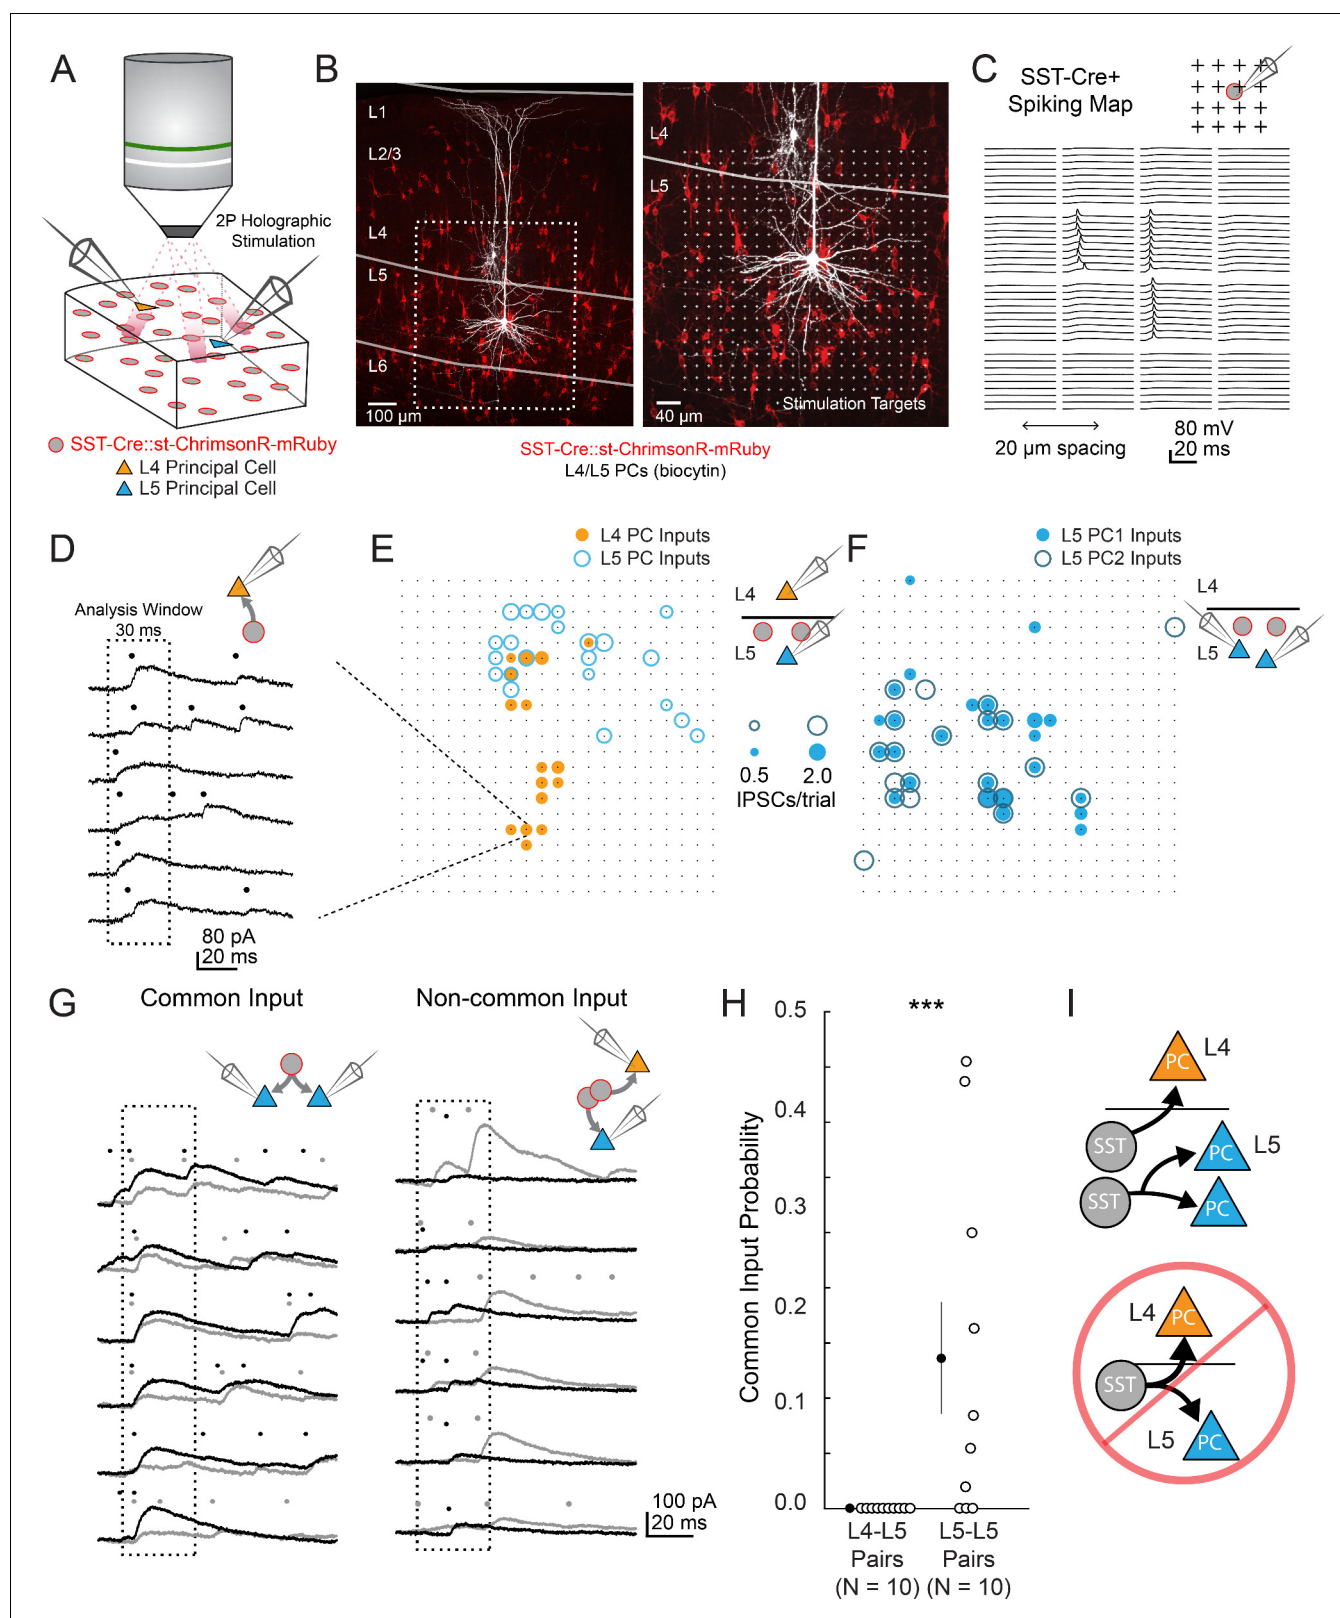 A
2P Holographic
Stimulation
SST-Cre::st-ChrimsonR-mRuby
L4 Principal Cell
L5 Principal Cell
B
L1
L2/3
L4
L5
L6
100 µm
L4
L5
40 µm
Stimulation Targets
SST-Cre::st-ChrimsonR-mRuby
L4/L5 PCs (biocytin)
C
SST-Cre+
Spiking Map
20 µm spacing
80 mV
20 ms
D
Analysis Window
30 ms
80 pA
20 ms
E
L4 PC Inputs
L5 PC Inputs
L4
L5
0.5
2.0
IPSCs/trial
F
L5 PC1 Inputs
L5 PC2 Inputs
L4
L5
G
Common Input
Non-common Input
100 pA
20 ms
H
***
Common Input Probability
0.5
0.4
0.3
0.2
0.1
0.0
L4-L5
Pairs
(N = 10)
L5-L5
Pairs
(N = 10)
I
PC
L4
SST
PC
L5
SST
PC
L4
PC
SST
L5
PC